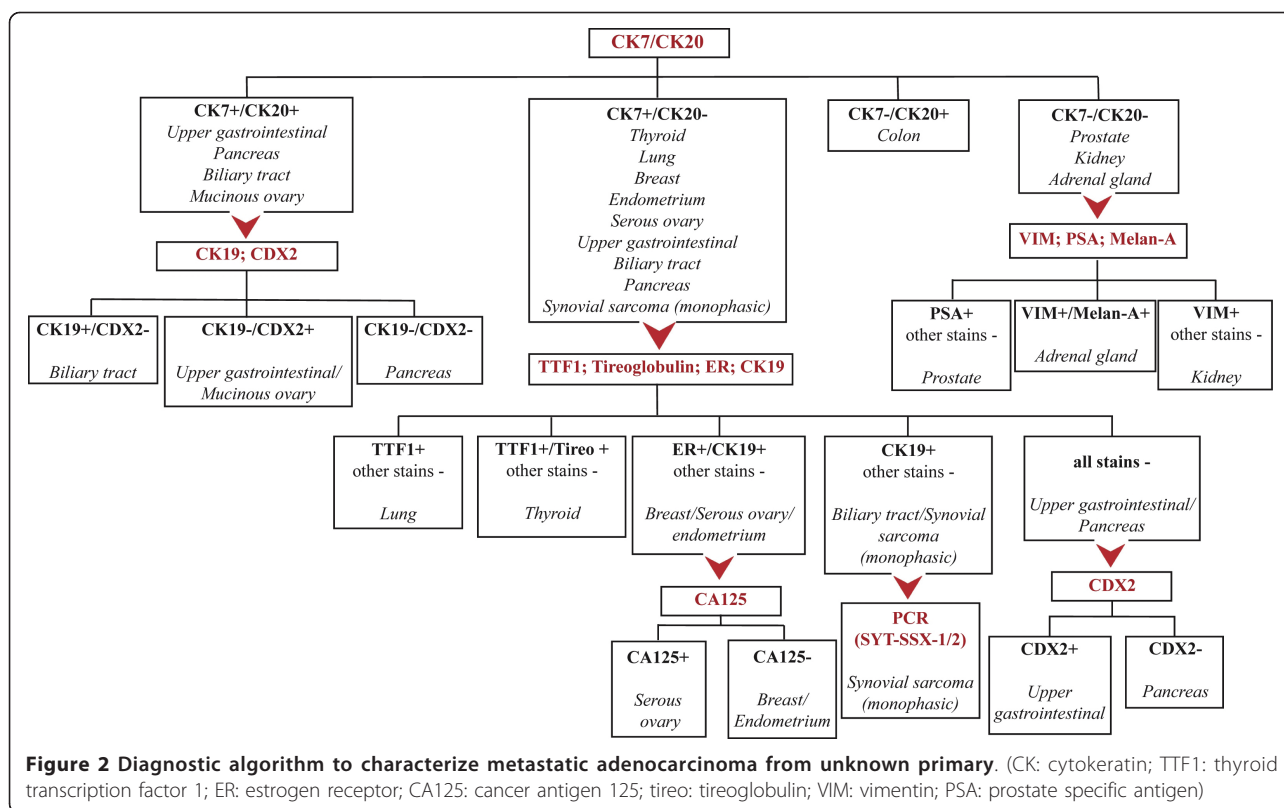 CK7/CK20
CK7+/CK20+
Upper gastrointestinal
Pancreas
Biliary tract
Mucinous ovary
CK7+/CK20-
Thyroid
Lung
Breast
Endometrium
Serous ovary
Upper gastrointestinal
Biliary tract
Pancreas
Synovial sarcoma (monophasic)
CK7-/CK20+
Colon
CK7-/CK20-
Prostate
Kidney
Adrenal gland
CK19; CDX2
VIM; PSA; Melan-A
CK19+/CDX2-
Biliary tract
CK19-/CDX2+
Upper gastrointestinal/
Mucinous ovary
CK19-/CDX2-
Pancreas
PSA+
other stains -
Prostate
VIM+/Melan-A+
Adrenal gland
VIM+
other stains -
Kidney
TTF1; Tireoglobulin; ER; CK19
TTF1+
other stains -
Lung
TTF1+/Tireo +
other stains -
Thyroid
ER+/CK19+
other stains -
Breast/Serous ovary/
endometrium
CK19+
other stains -
Biliary tract/Synovial
sarcoma
(monophasic)
all stains -
Upper gastrointestinal/
Pancreas
CA125
PCR
(SYT-SSX-1/2)
Synovial sarcoma
(monophasic)
CDX2
CA125+
Serous
ovary
CA125-
Breast/
Endometrium
CDX2+
Upper
gastrointestinal
CDX2-
Pancreas
Figure 2 Diagnostic algorithm to characterize metastatic adenocarcinoma from unknown primary. (CK: cytokeratin; TTF1: thyroid
transcription factor 1; ER: estrogen receptor; CA125: cancer antigen 125; tireo: tireoglobulin; VIM: vimentin; PSA: prostate specific antigen)